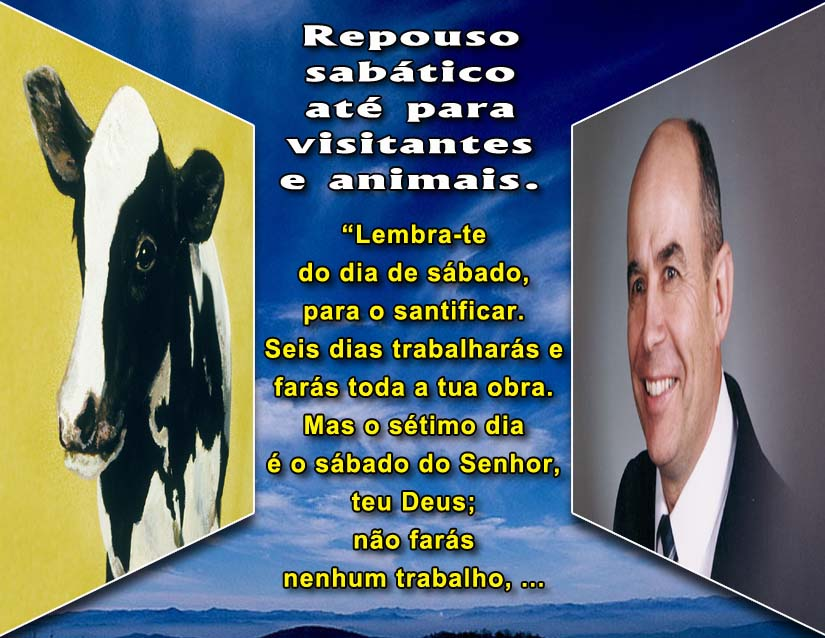 Repouso
sabático
até para
visitantes
e animais.
“Lembra-te
do dia de sábado,
para o santificar.
Seis dias trabalharás e
farás toda a tua obra.
Mas o sétimo dia
é o sábado do Senhor,
teu Deus;
não farás
nenhum trabalho, ...